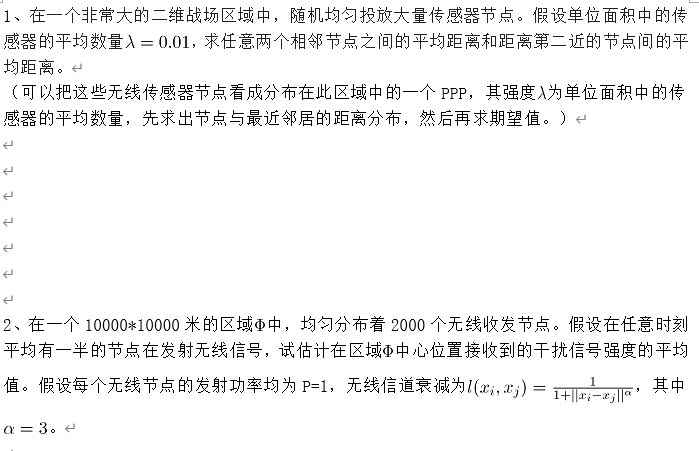 1、在一个非常大的二维战场区域中，随机均匀投放大量传感器节点。假设单位面积中的传
感器的平均数量λ = 0.01，求任意两个相邻节点之间的平均距离和距离第二近的节点间的平
均距离。
（可以把这些无线传感器节点看成分布在此区域中的一个 PPP，其强度λ为单位面积中的传
感器的平均数量，先求出节点与最近邻居的距离分布，然后再求期望值。）
2、在一个 10000*10000 米的区域Φ中，均匀分布着 2000 个无线收发节点。假设在任意时刻
平均有一半的节点在发射无线信号，试估计在区域Φ中心位置接收到的干扰信号强度的平均
值。假设每个无线节点的发射功率均为 P=1，无线信道衰减为l(x_i, x_j) = \frac{1}{1+||x_i-x_j||^α}，其中
α = 3。